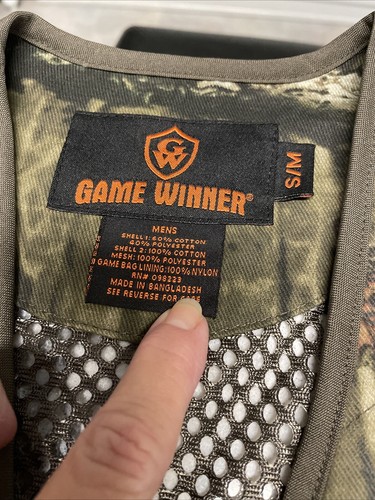 GW
GAME WINNER®
S/M
MENS
SHELL 1: 60% COTTON
40% POLYESTER
SHELL 2: 100% COTTON
MESH: 100% POLYESTER
GAME BAG LINING: 100% NYLON
RN# 098223
MADE IN BANGLADESH
SEE REVERSE FOR CARE